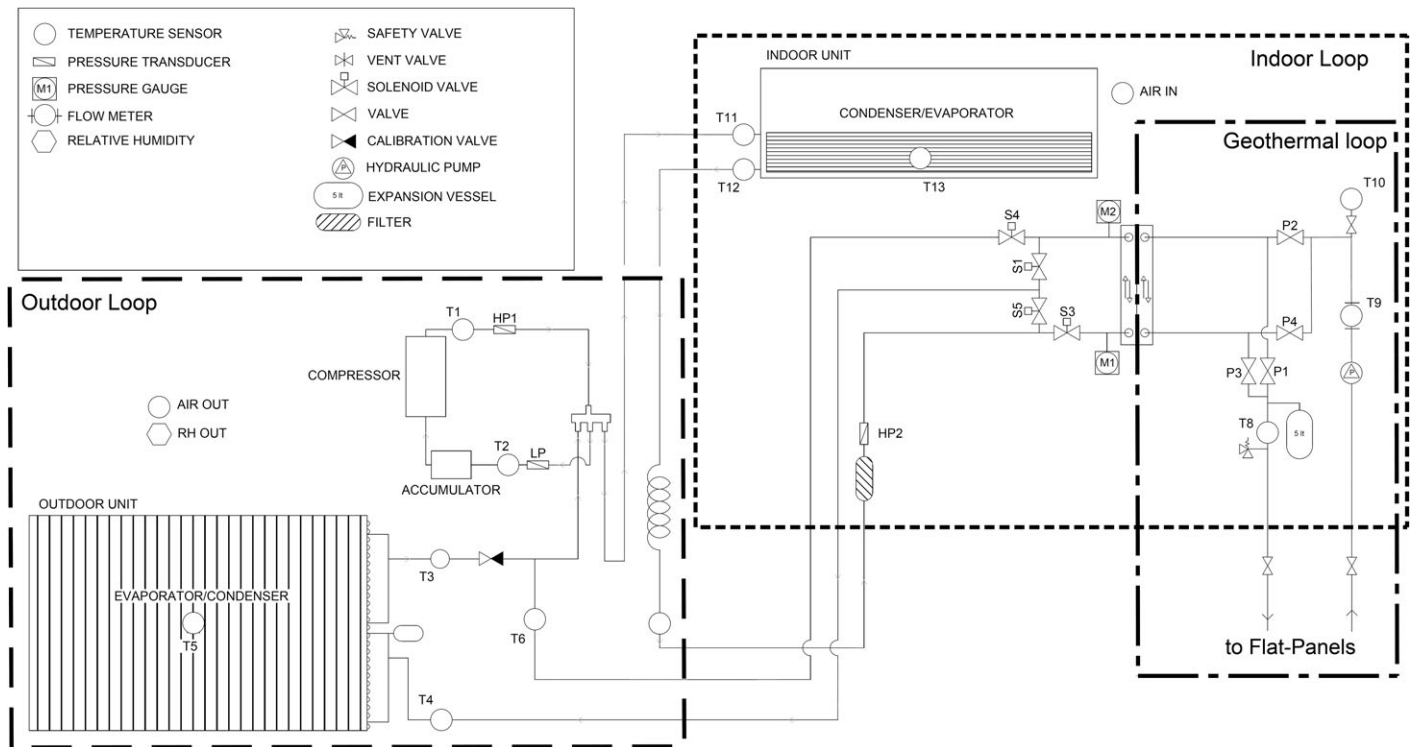 TEMPERATURE SENSOR
PRESSURE TRANSDUCER
M1 PRESSURE GAUGE
FLOW METER
RELATIVE HUMIDITY
SAFETY VALVE
VENT VALVE
SOLENOID VALVE
VALVE
CALIBRATION VALVE
P HYDRAULIC PUMP
5 lt EXPANSION VESSEL
FILTER
Indoor Loop
INDOOR UNIT
AIR IN
CONDENSER/EVAPORATOR
T11
T12
T13
Geothermal loop
T10
M2
S4
P2
S1
S5
S3
P4
T9
M1
P3
P1
P
T8
5 lt
HP2
to Flat-Panels
Outdoor Loop
T1
HP1
COMPRESSOR
AIR OUT
RH OUT
T2
LP
ACCUMULATOR
OUTDOOR UNIT
T3
EVAPORATOR/CONDENSER
T5
T6
T4